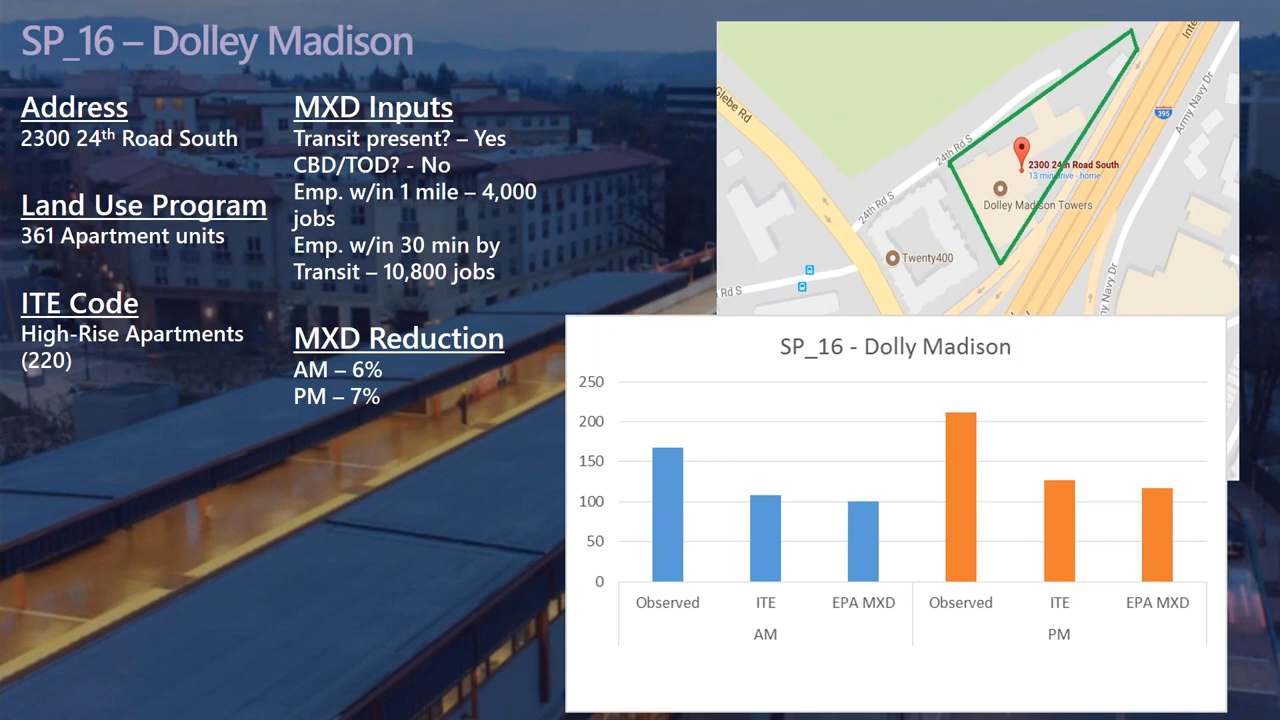 SP_16 – Dolley Madison
Address
2300 24th Road South
Land Use Program
361 Apartment units
ITE Code
High-Rise Apartments
(220)
MXD Inputs
Transit present? – Yes
CBD/TOD? - No
Emp. w/in 1 mile – 4,000
jobs
Emp. w/in 30 min by
Transit – 10,800 jobs
MXD Reduction
AM – 6%
PM – 7%
Glebe Rd
24th Rd S
24th Rd S
Rd S
Twenty400
2300 24th Road South
13 min drive - home
Dolley Madison Towers
395
Army Navy Dr
SP_16 - Dolly Madison
250
200
150
100
50
0
Observed ITE EPA MXD Observed ITE EPA MXD
AM PM